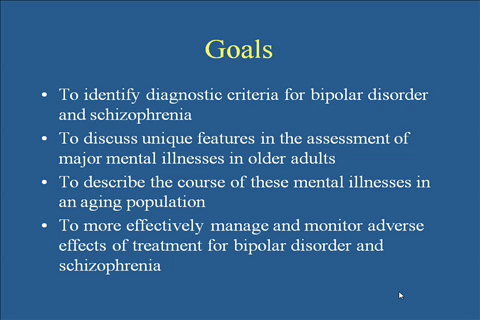 Goals
• To identify diagnostic criteria for bipolar disorder
and schizophrenia
• To discuss unique features in the assessment of
major mental illnesses in older adults
• To describe the course of these mental illnesses in
an aging population
• To more effectively manage and monitor adverse
effects of treatment for bipolar disorder and
schizophrenia